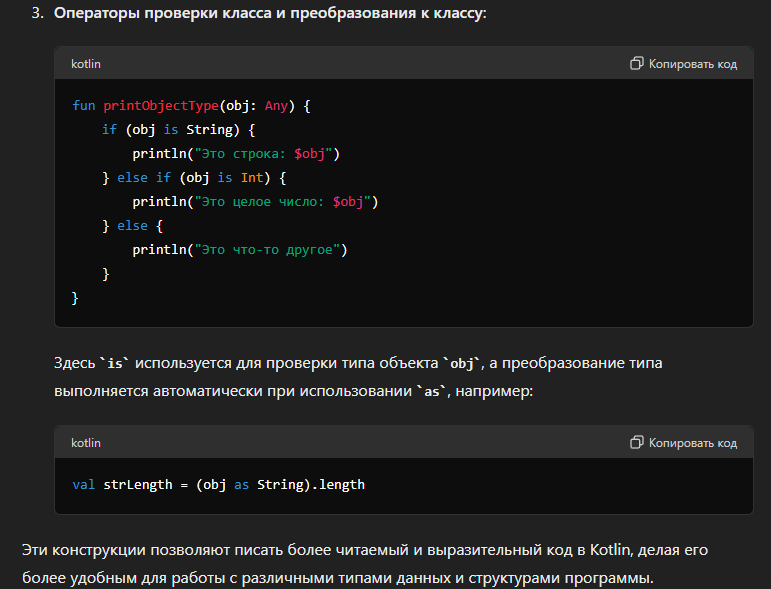 3. Операторы проверки класса и преобразования к классу:
kotlin
Копировать код
fun printObjectType(obj: Any) {
    if (obj is String) {
        println("Это строка: $obj")
    } else if (obj is Int) {
        println("Это целое число: $obj")
    } else {
        println("Это что-то другое")
    }
}
Здесь `is` используется для проверки типа объекта `obj`, а преобразование типа
выполняется автоматически при использовании `as`, например:
kotlin
Копировать код
val strLength = (obj as String).length
Эти конструкции позволяют писать более читаемый и выразительный код в Kotlin, делая его
более удобным для работы с различными типами данных и структурами программы.